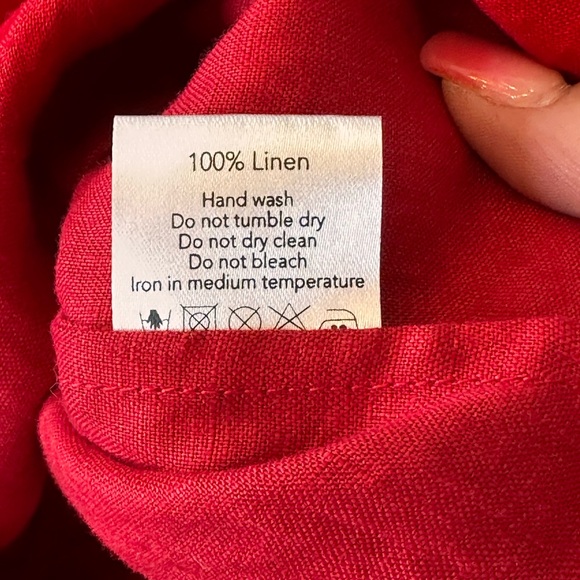 100% Linen
Hand wash
Do not tumble dry
Do not dry clean
Do not bleach
Iron in medium temperature